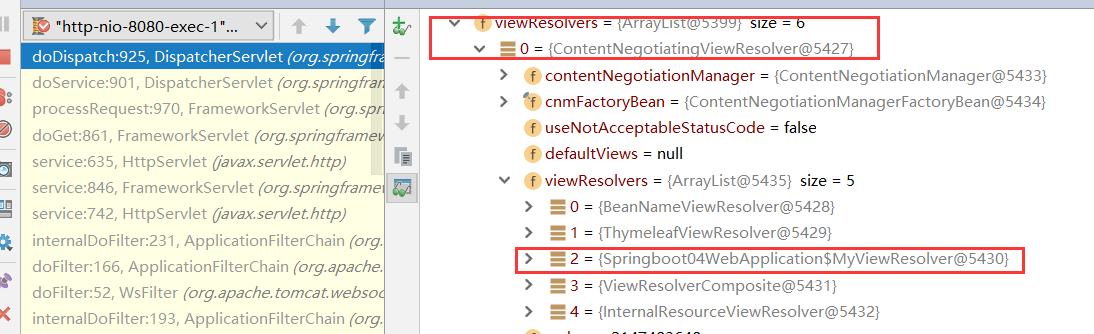 "http-nio-8080-exec-1"...
doDispatch:925, DispatcherServlet (org.springfr
doService:901, DispatcherServlet (org.springfra
processRequest:970, FrameworkServlet (org.sp
doGet:861, FrameworkServlet (org.springframe
service:635, HttpServlet (javax.servlet.http)
service:846, FrameworkServlet (org.springfram
service:742, HttpServlet (javax.servlet.http)
internalDoFilter:231, ApplicationFilterChain (org.
doFilter:166, ApplicationFilterChain (org.apache.
doFilter:52, WsFilter (org.apache.tomcat.websoc
internalDoFilter:193, ApplicationFilterChain (org.
viewResolvers = {ArrayList@5399} size = 6
0 = {ContentNegotiatingViewResolver@5427}
contentNegotiationManager = {ContentNegotiationManager@5433}
cnmFactoryBean = {ContentNegotiationManagerFactoryBean@5434}
useNotAcceptableStatusCode = false
defaultViews = null
viewResolvers = {ArrayList@5435} size = 5
0 = {BeanNameViewResolver@5428}
1 = {ThymeleafViewResolver@5429}
2 = {Springboot04WebApplication$MyViewResolver@5430}
3 = {ViewResolverComposite@5431}
4 = {InternalResourceViewResolver@5432}